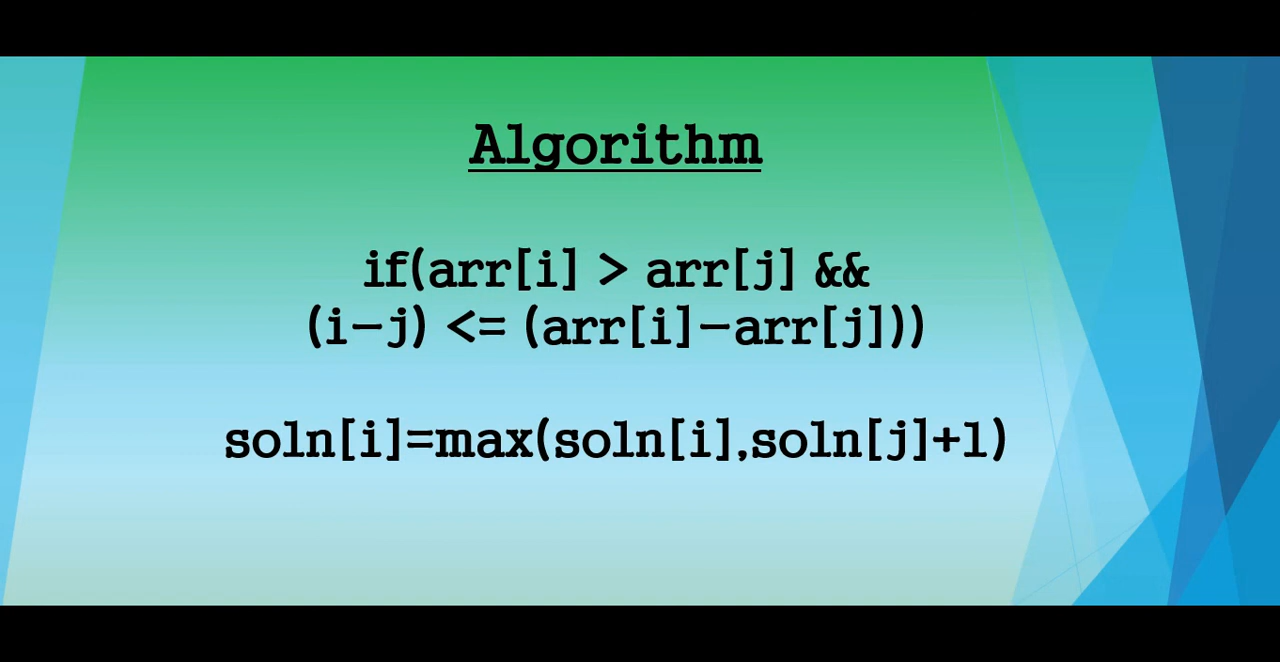 Algorithm
if(arr[i] > arr[j] &&
(i-j) <= (arr[i]-arr[j]))
soln[i]=max(soln[i],soln[j]+1)